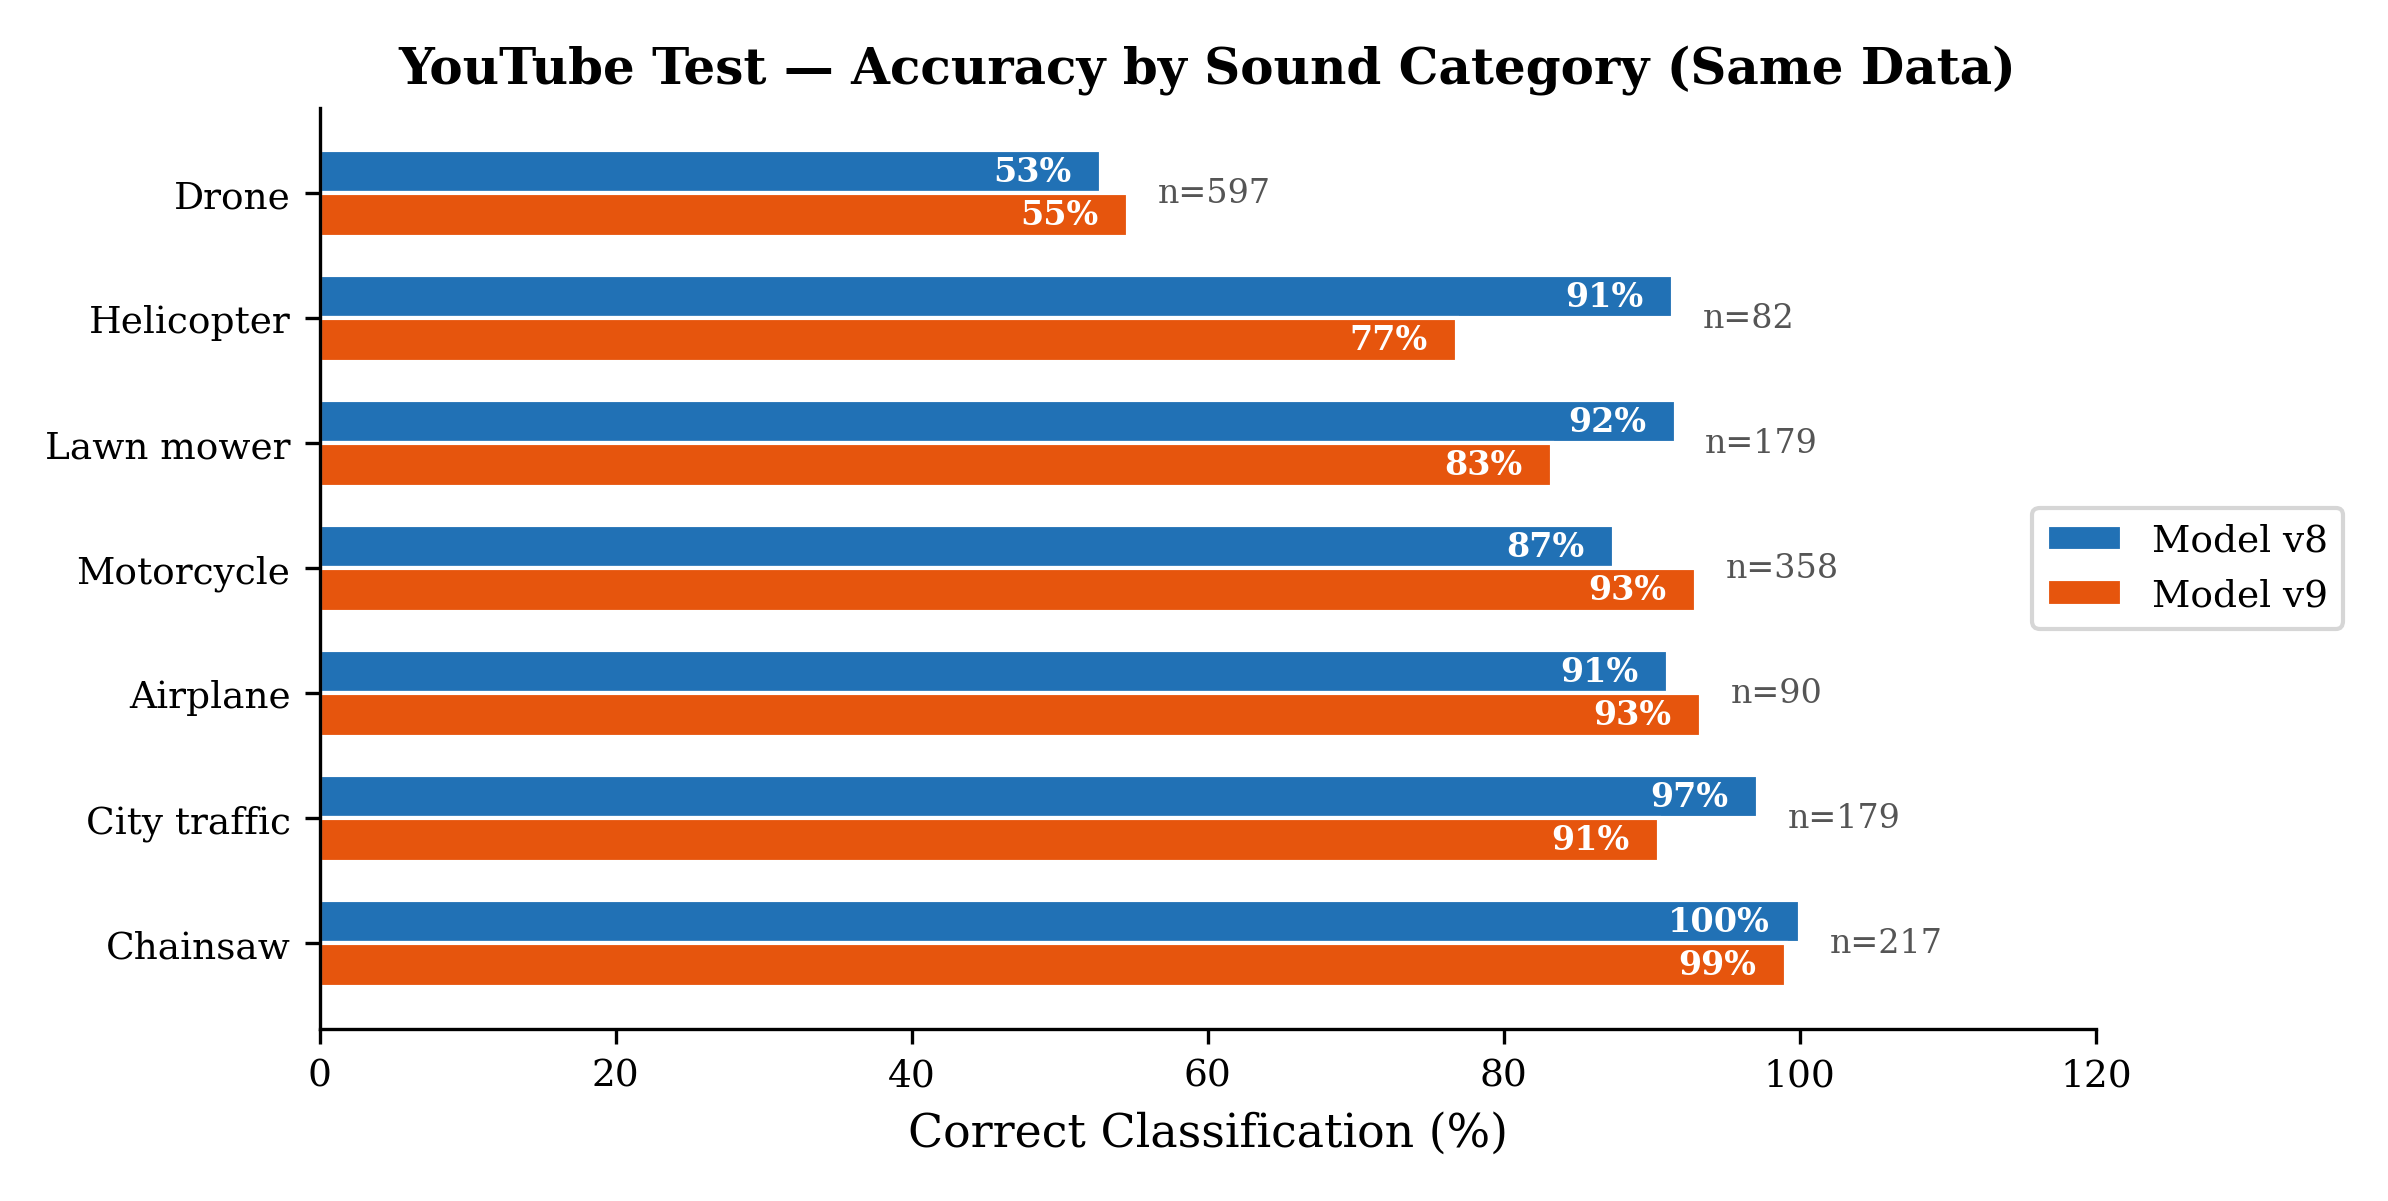 YouTube Test — Accuracy by Sound Category (Same Data)
Drone
53%
55%
n=597
Helicopter
91%
77%
n=82
Lawn mower
92%
83%
n=179
Motorcycle
87%
93%
n=358
Airplane
91%
93%
n=90
City traffic
97%
91%
n=179
Chainsaw
100%
99%
n=217
Model v8
Model v9
0 20 40 60 80 100 120
Correct Classification (%)